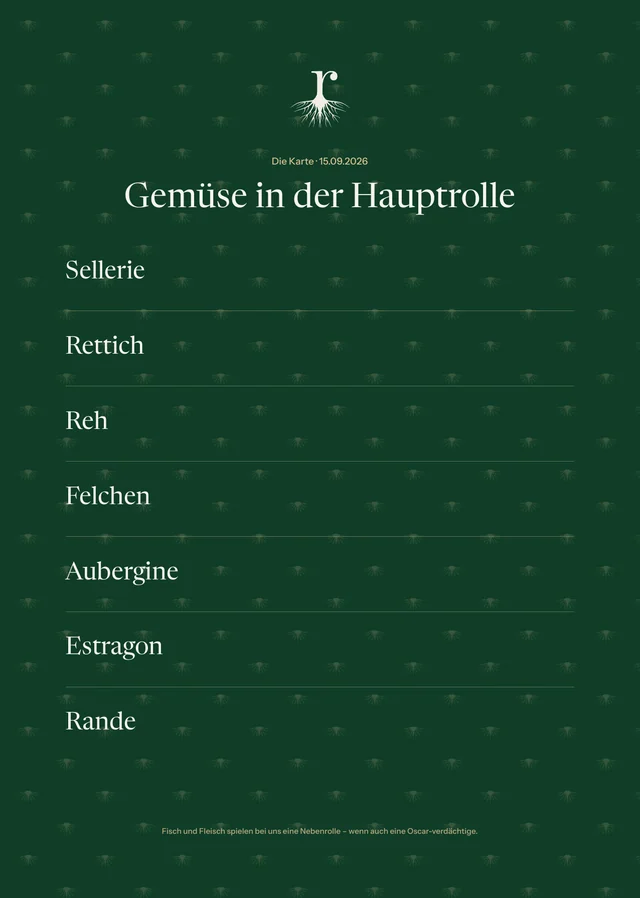 r
Die Karte · 15.09.2026
Gemüse in der Hauptrolle
Sellerie
Rettich
Reh
Felchen
Aubergine
Estragon
Rande
Fisch und Fleisch spielen bei uns eine Nebenrolle – wenn auch eine Oscar-verdächtige.